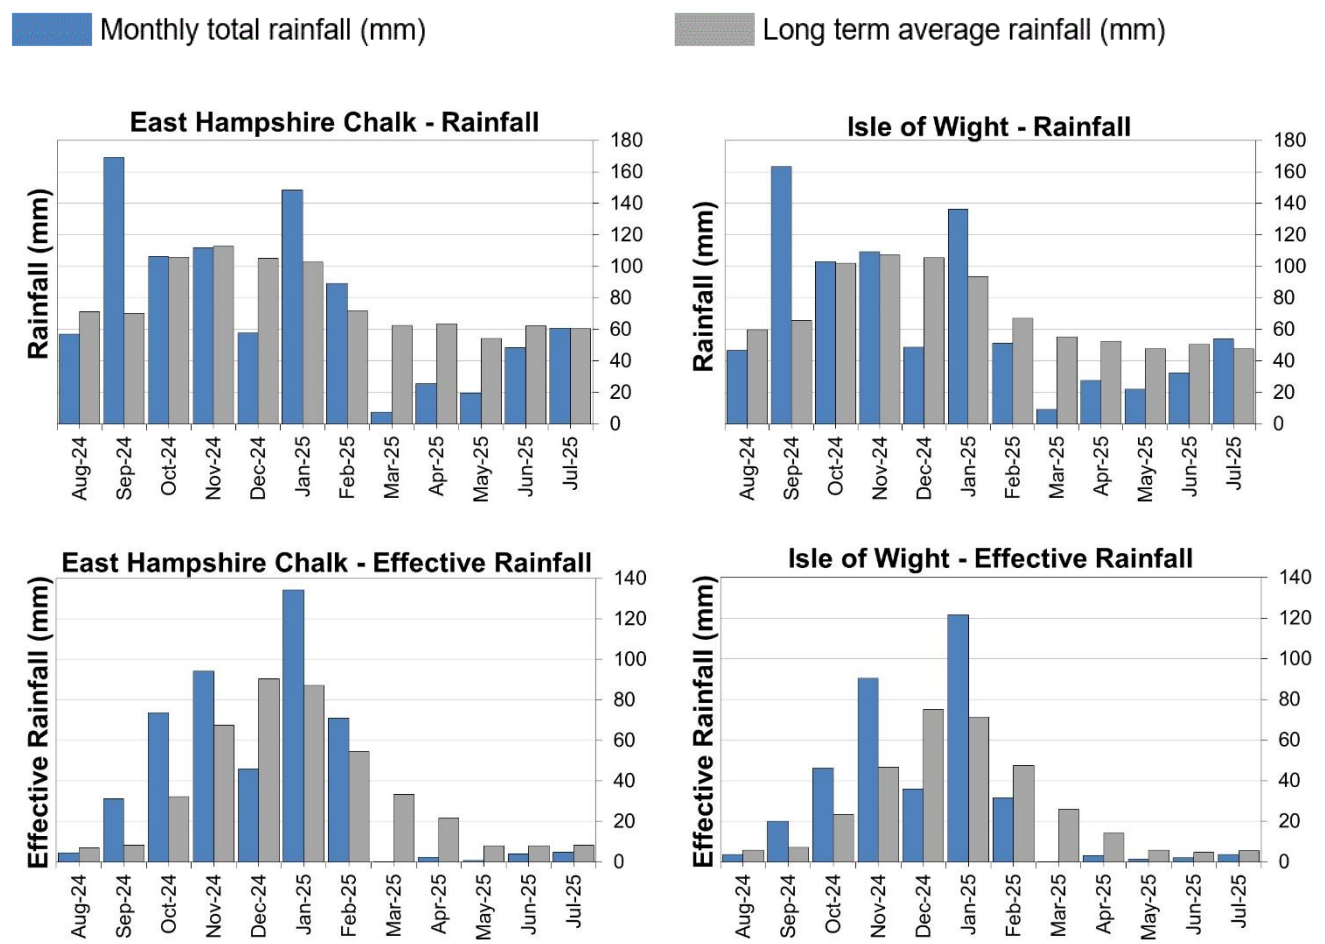 Monthly total rainfall (mm)
Long term average rainfall (mm)
East Hampshire Chalk - Rainfall
Rainfall (mm)
180
160
140
120
100
80
60
40
20
0
Aug-24
Sep-24
Oct-24
Nov-24
Dec-24
Jan-25
Feb-25
Mar-25
Apr-25
May-25
Jun-25
Jul-25
Isle of Wight - Rainfall
Rainfall (mm)
180
160
140
120
100
80
60
40
20
0
Aug-24
Sep-24
Oct-24
Nov-24
Dec-24
Jan-25
Feb-25
Mar-25
Apr-25
May-25
Jun-25
Jul-25
East Hampshire Chalk - Effective Rainfall
Effective Rainfall (mm)
140
120
100
80
60
40
20
0
Aug-24
Sep-24
Oct-24
Nov-24
Dec-24
Jan-25
Feb-25
Mar-25
Apr-25
May-25
Jun-25
Jul-25
Isle of Wight - Effective Rainfall
Effective Rainfall (mm)
140
120
100
80
60
40
20
0
Aug-24
Sep-24
Oct-24
Nov-24
Dec-24
Jan-25
Feb-25
Mar-25
Apr-25
May-25
Jun-25
Jul-25